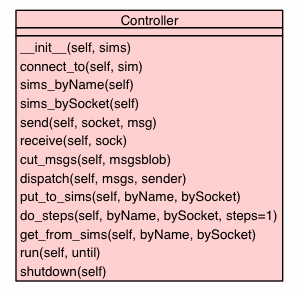 Controller
__init__(self, sims)
connect_to(self, sim)
sims_byName(self)
sims_bySocket(self)
send(self, socket, msg)
receive(self, sock)
cut_msgs(self, msgsblob)
dispatch(self, msgs, sender)
put_to_sims(self, byName, bySocket)
do_steps(self, byName, bySocket, steps=1)
get_from_sims(self, byName, bySocket)
run(self, until)
shutdown(self)